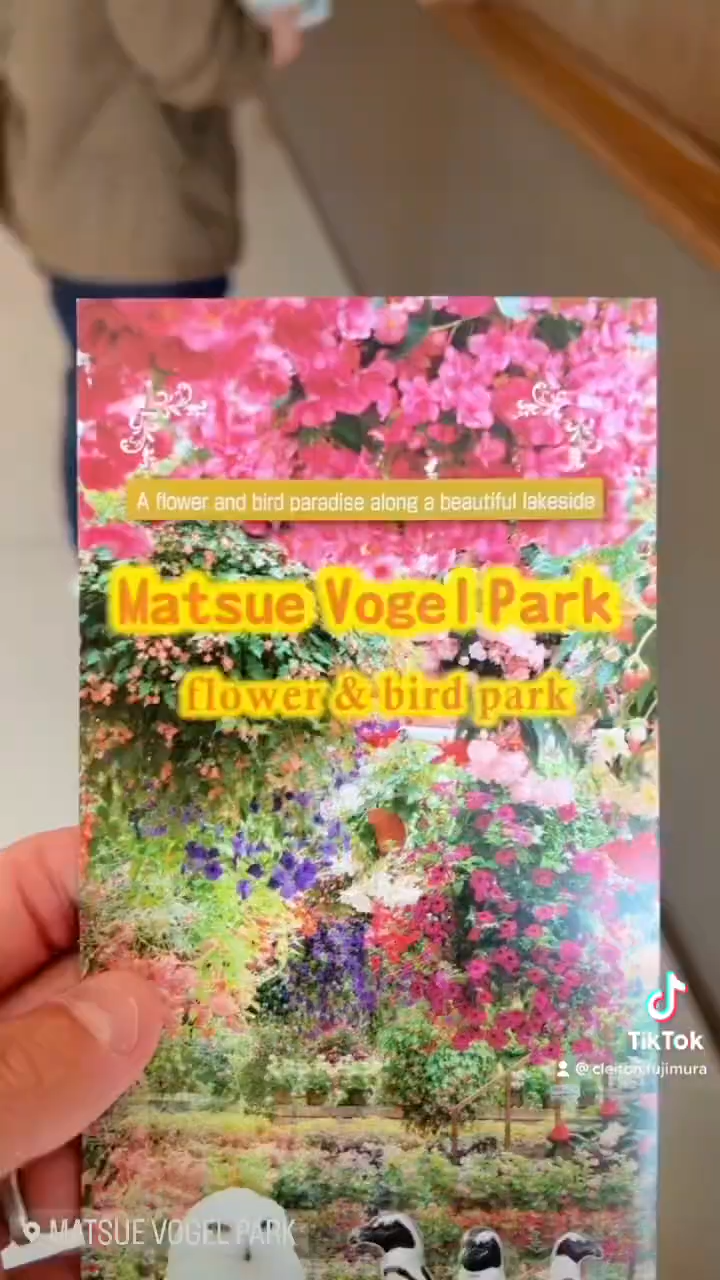 A flower and bird paradise along a beautiful lakeside
Matsue Vogel Park
flower & bird park
TikTok
@cleiton.fujimura
MATSUE VOGEL PARK